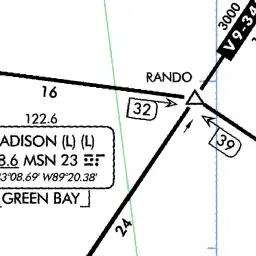 3000
V9-34
RANDO
16
32
122.6
39
ADISON (L) (L)
8.6 MSN 23
3°08.69' W89°20.38'
GREEN BAY
24